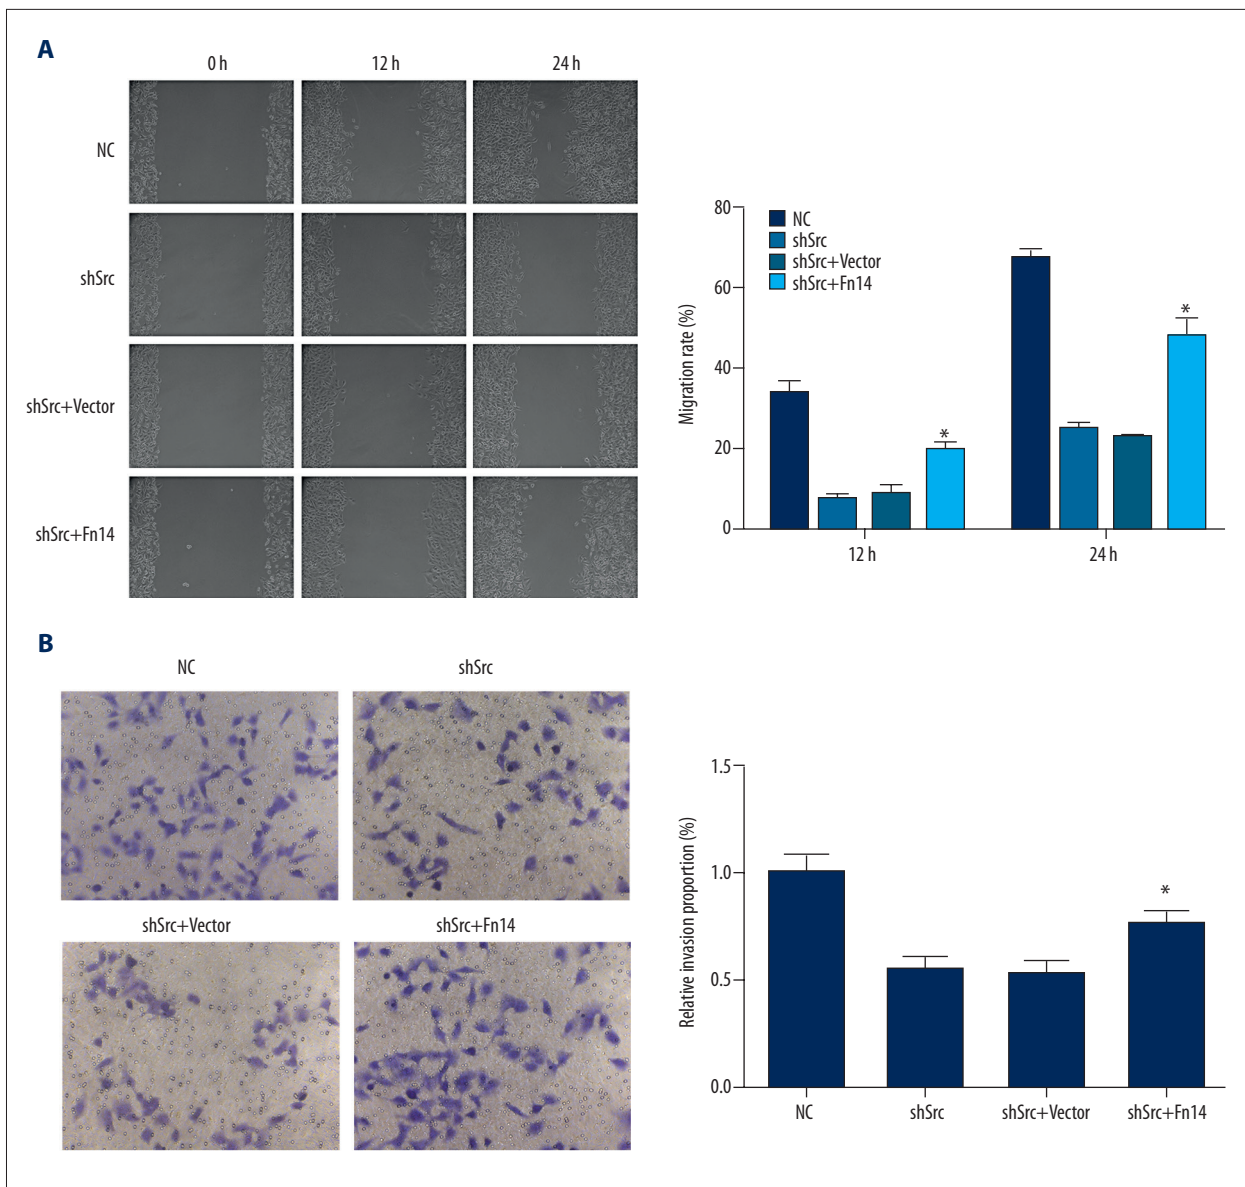 A
0 h 12 h 24 h
NC
shSrc
shSrc+Vector
shSrc+Fn14
80
60
40
20
0
Migration rate (%)
NC
shSrc
shSrc+Vector
shSrc+Fn14
*
*
12 h 24 h
B
NC shSrc
shSrc+Vector shSrc+Fn14
1.5
1.0
0.5
0.0
Relative invasion proportion (%)
*
NC shSrc shSrc+Vector shSrc+Fn14